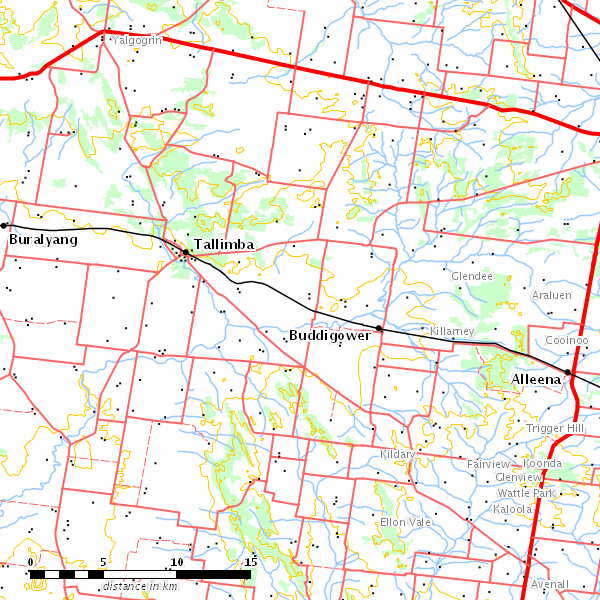 Yalgogrin
Tallimba
Buralyang
Glendee
Araluen
Killarney
Buddigower
Cooinoo
Alleena
Trigger Hill
Kildary
Fairview
Koonda
Glenview
Wattle Park
Kaloola
Ellon Vale
0 5 10 15
distance in km
Avenall